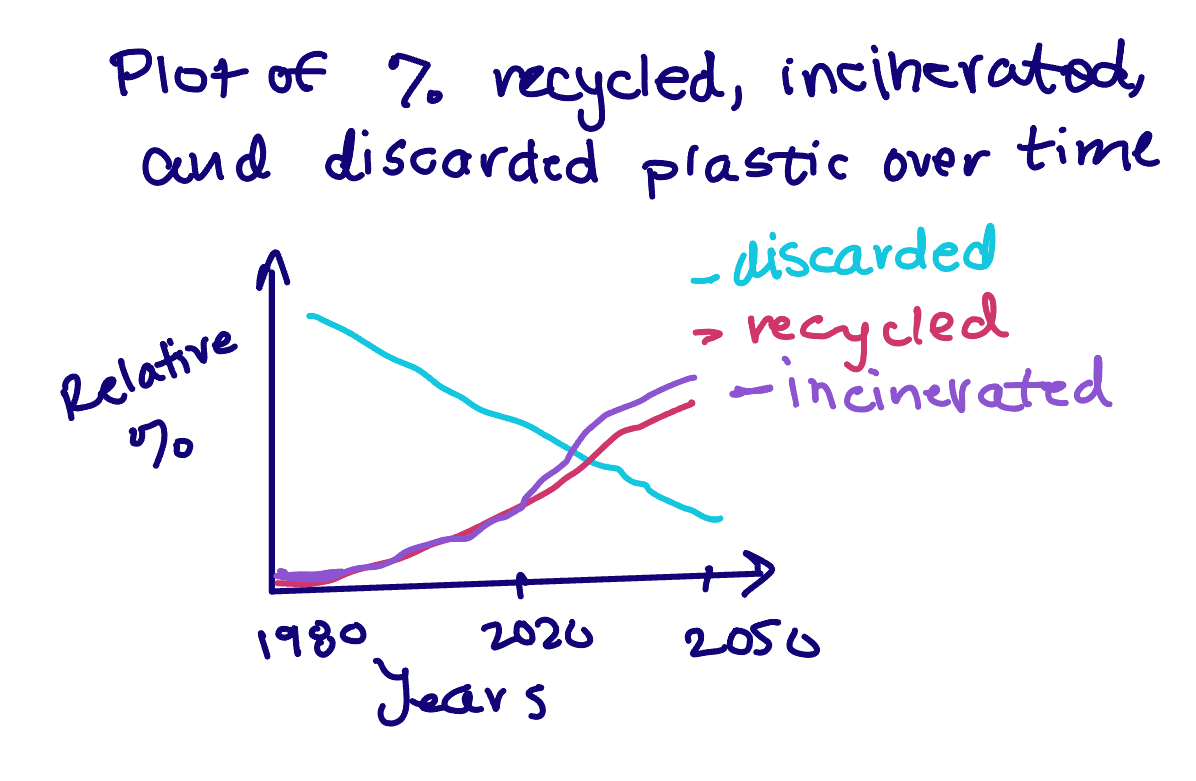 Plot of % recycled, incinerated,
and discarded plastic over time
- discarded
- recycled
- incinerated
Relative
%
1980 2020 2050
Years